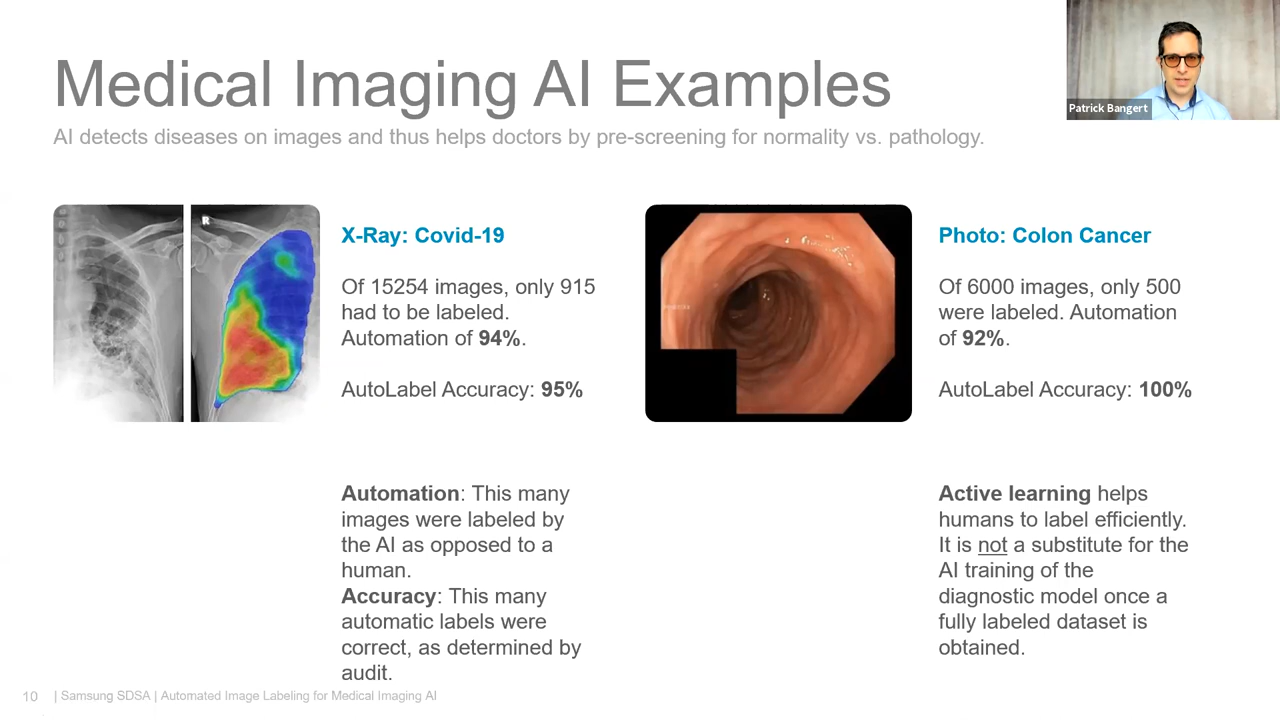 Medical Imaging AI Examples
AI detects diseases on images and thus helps doctors by pre-screening for normality vs. pathology.
Patrick Bangert
R
X-Ray: Covid-19
Of 15254 images, only 915
had to be labeled.
Automation of 94%.
AutoLabel Accuracy: 95%
Photo: Colon Cancer
Of 6000 images, only 500
were labeled. Automation
of 92%.
AutoLabel Accuracy: 100%
Automation: This many
images were labeled by
the AI as opposed to a
human.
Accuracy: This many
automatic labels were
correct, as determined by
audit.
Active learning helps
humans to label efficiently.
It is not a substitute for the
AI training of the
diagnostic model once a
fully labeled dataset is
obtained.
10 | Samsung SDSA | Automated Image Labeling for Medical Imaging AI